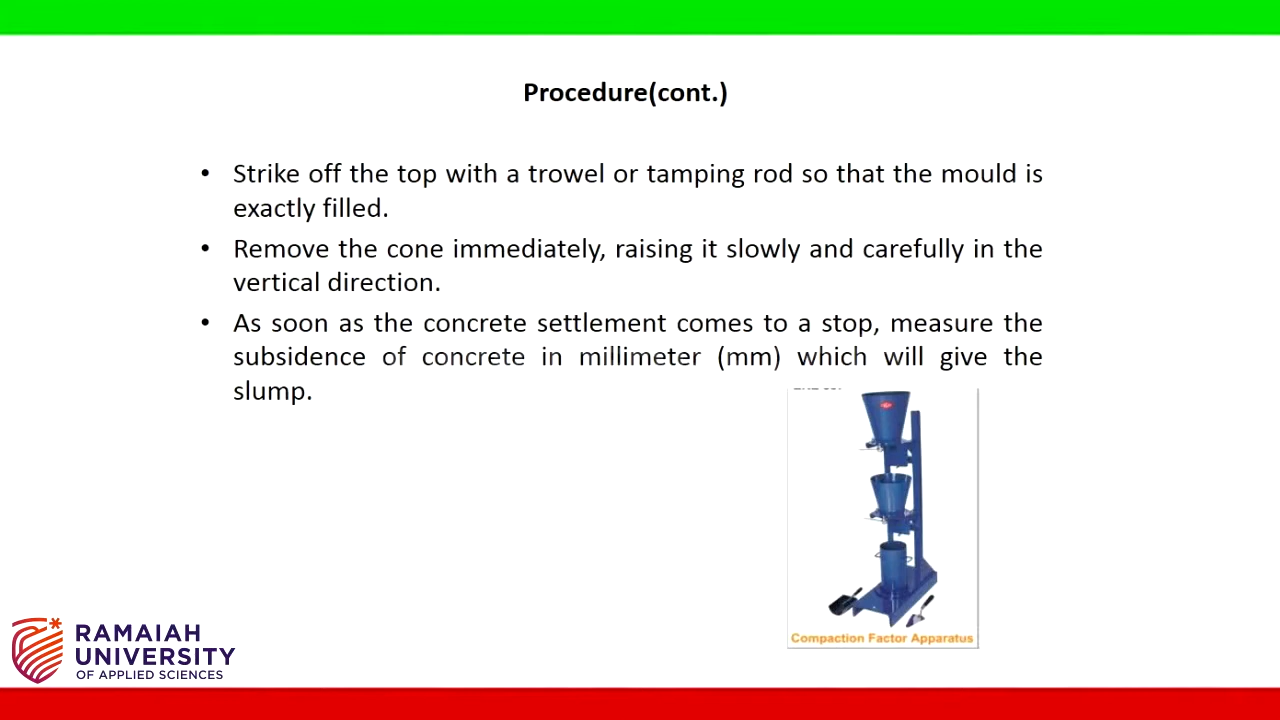 Procedure(cont.)
• Strike off the top with a trowel or tamping rod so that the mould is
exactly filled.
• Remove the cone immediately, raising it slowly and carefully in the
vertical direction.
• As soon as the concrete settlement comes to a stop, measure the
subsidence of concrete in millimeter (mm) which will give the
slump.
Compaction Factor Apparatus
RAMAIAH
UNIVERSITY
OF APPLIED SCIENCES